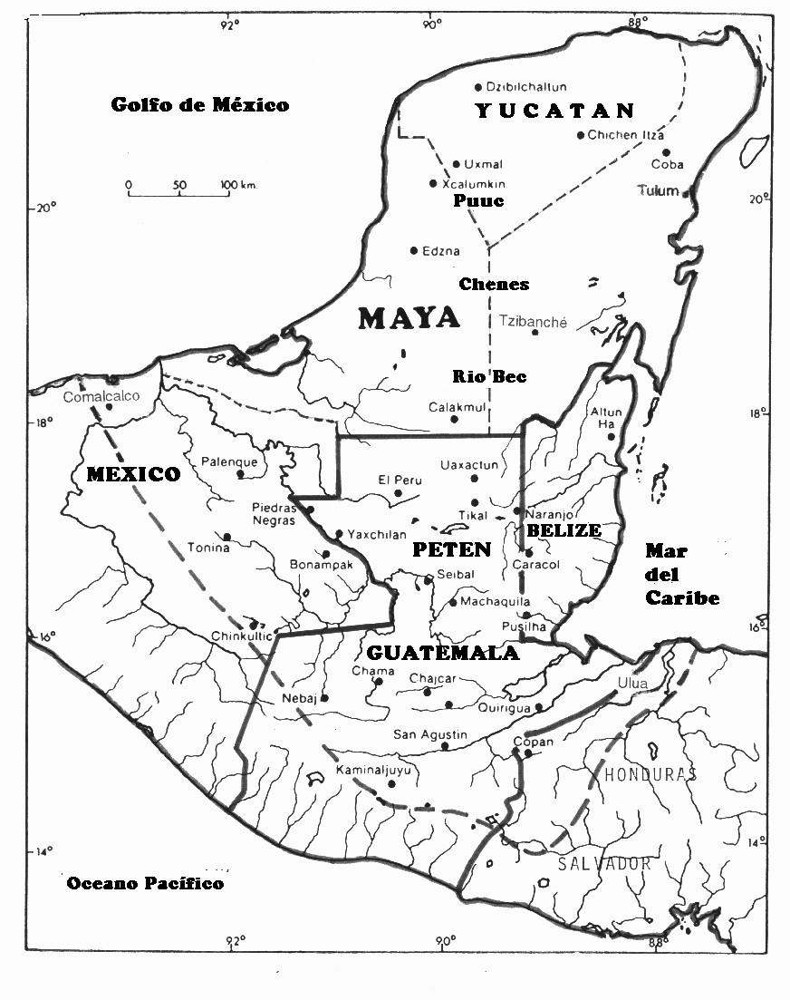 92°
90°
88°
Golfo de México
Dzibilchaltun
YUCATAN
Chichen Itza
Coba
Uxmal
Xcalumkin
Puuc
Tulum
0 50 100 km.
20°
20°
Edzna
Chenes
MAYA
Tzibanché
Rio Bec
Comalcalco
Calakmul
Altun
Ha
18°
18°
Palenque
MEXICO
Uaxactun
El Peru
Piedras
Negras
Tikal
Naranjo
Tonina
Yaxchilan
BELIZE
PETEN
Bonampak
Caracol
Mar
del
Caribe
Seibal
Machaquila
Pusilha
Chinkultic
16°
16°
GUATEMALA
Chama
Chajcar
Ulua
Nebaj
Quirigua
San Agustin
Copan
Kaminaljuyu
HONDURAS
14°
14°
SALVADOR
Oceano Pacífico
92°
90°
88°